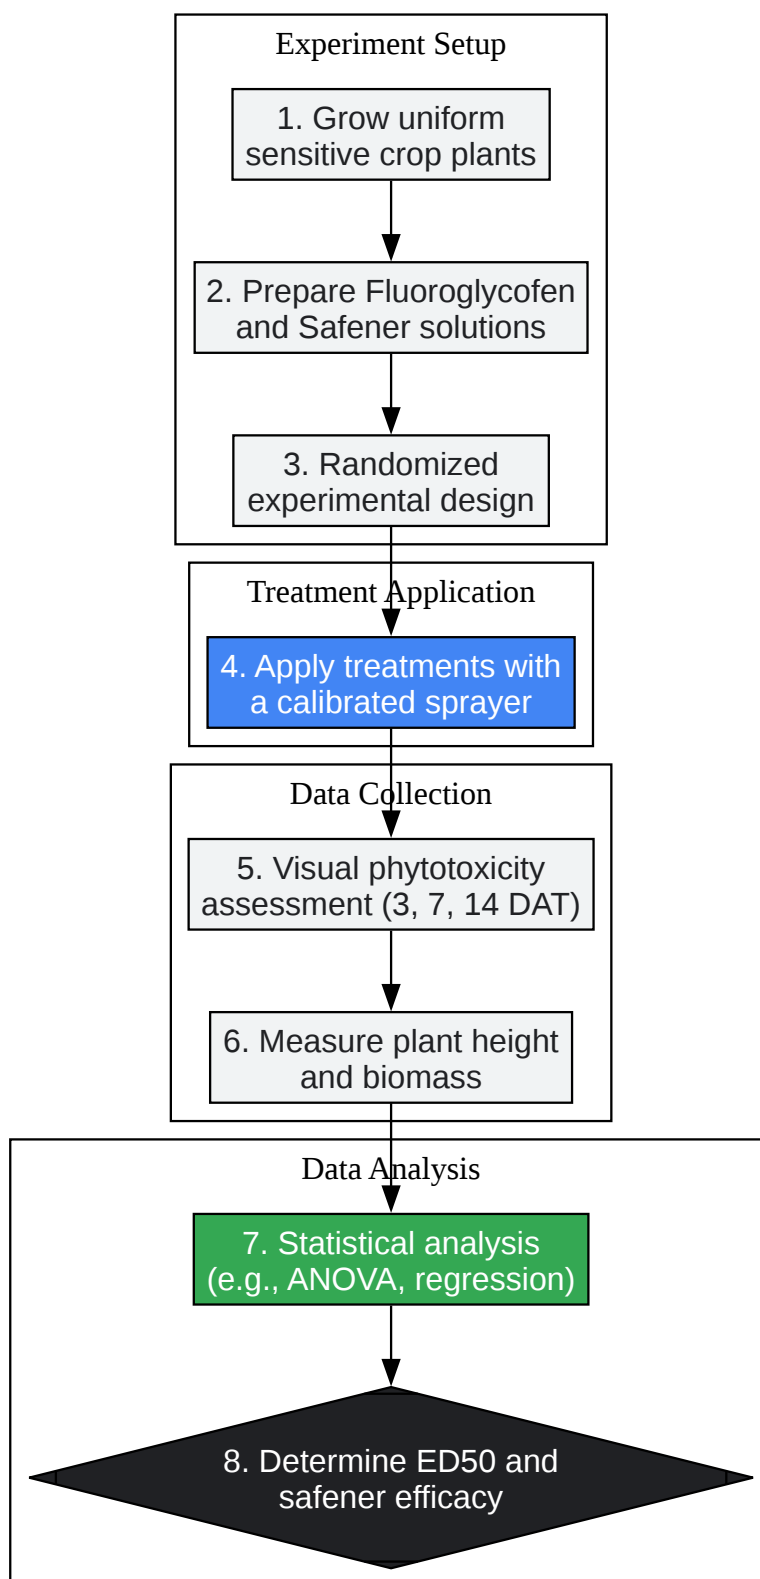 Experiment Setup
1. Grow uniform
sensitive crop plants
2. Prepare Fluoroglycofen
and Safener solutions
3. Randomized
experimental design
Treatment Application
4. Apply treatments with
a calibrated sprayer
Data Collection
5. Visual phytotoxicity
assessment (3, 7, 14 DAT)
6. Measure plant height
and biomass
Data Analysis
7. Statistical analysis
(e.g., ANOVA, regression)
8. Determine ED50 and
safener efficacy